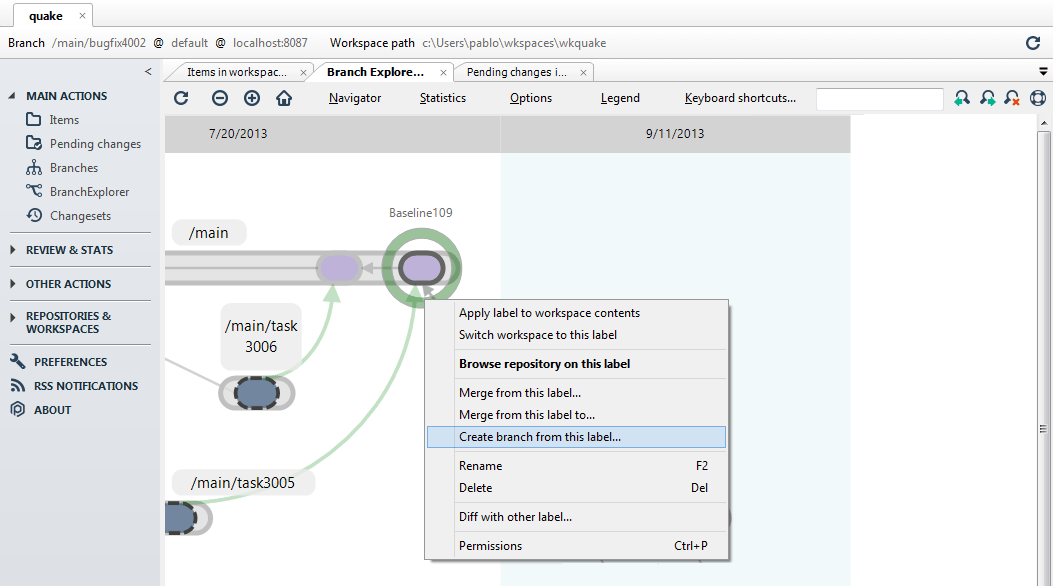 quake
Branch /main/bugfix4002 @ default @ localhost:8087 Workspace path c:\Users\pablo\wkspaces\wkquake
Items in workspac...
Branch Explore...
Pending changes i...
MAIN ACTIONS
Items
Pending changes
Branches
BranchExplorer
Changesets
REVIEW & STATS
OTHER ACTIONS
REPOSITORIES &
WORKSPACES
PREFERENCES
RSS NOTIFICATIONS
ABOUT
Navigator Statistics Options Legend Keyboard shortcuts...
7/20/2013 9/11/2013
Baseline109
/main
/main/task
3006
/main/task3005
Apply label to workspace contents
Switch workspace to this label
Browse repository on this label
Merge from this label...
Merge from this label to...
Create branch from this label...
Rename F2
Delete Del
Diff with other label...
Permissions Ctrl+P